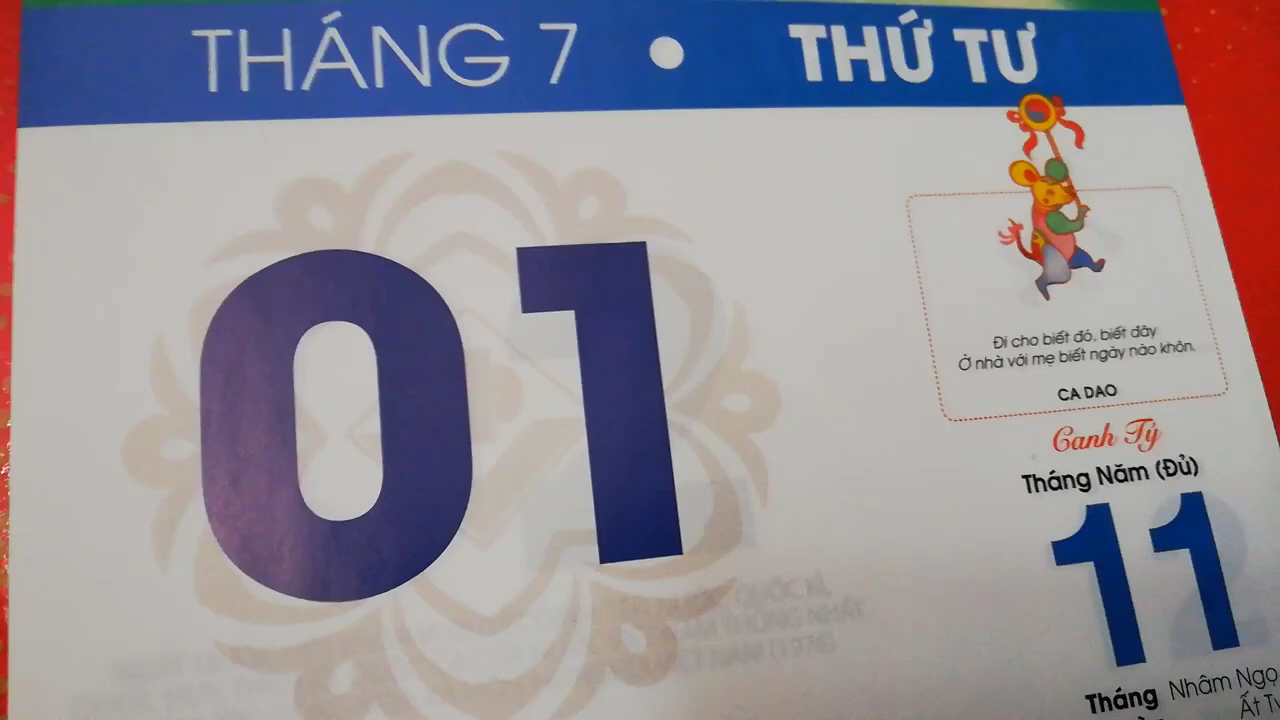 THÁNG 7 • THỨ TƯ
01
Đi cho biết đó, biết đây
Ở nhà với mẹ biết ngày nào khôn.
CA DAO
Canh Tý
Tháng Năm (Đủ)
11
Tháng Nhâm Ngọ
Ất